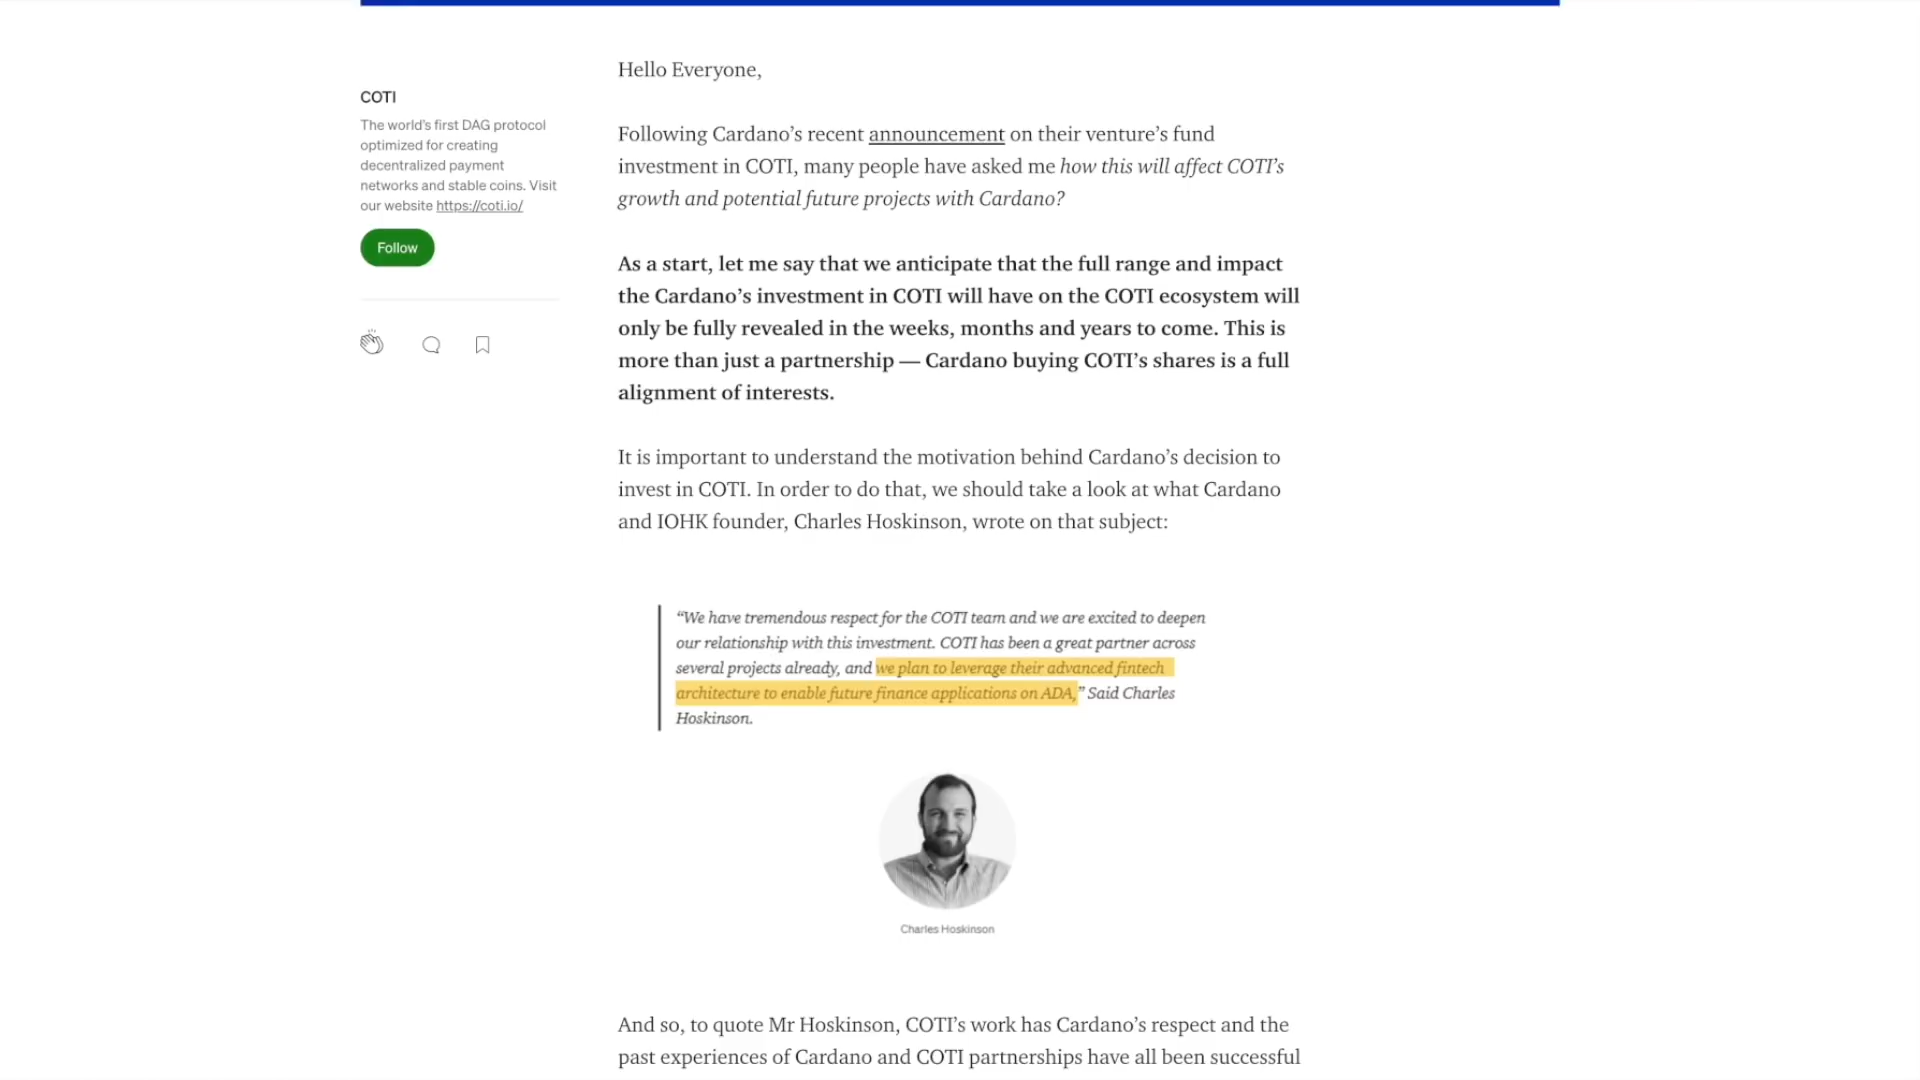 COTI
The world's first DAG protocol
optimized for creating
decentralized payment
networks and stable coins. Visit
our website https://coti.io/
Follow
Hello Everyone,
Following Cardano’s recent announcement on their venture’s fund
investment in COTI, many people have asked me how this will affect COTI’s
growth and potential future projects with Cardano?
As a start, let me say that we anticipate that the full range and impact
the Cardano’s investment in COTI will have on the COTI ecosystem will
only be fully revealed in the weeks, months and years to come. This is
more than just a partnership — Cardano buying COTI’s shares is a full
alignment of interests.
It is important to understand the motivation behind Cardano’s decision to
invest in COTI. In order to do that, we should take a look at what Cardano
and IOHK founder, Charles Hoskinson, wrote on that subject:
“We have tremendous respect for the COTI team and we are excited to deepen
our relationship with this investment. COTI has been a great partner across
several projects already, and we plan to leverage their advanced fintech
architecture to enable future finance applications on ADA,” Said Charles
Hoskinson.
Charles Hoskinson
And so, to quote Mr Hoskinson, COTI’s work has Cardano’s respect and the
past experiences of Cardano and COTI partnerships have all been successful